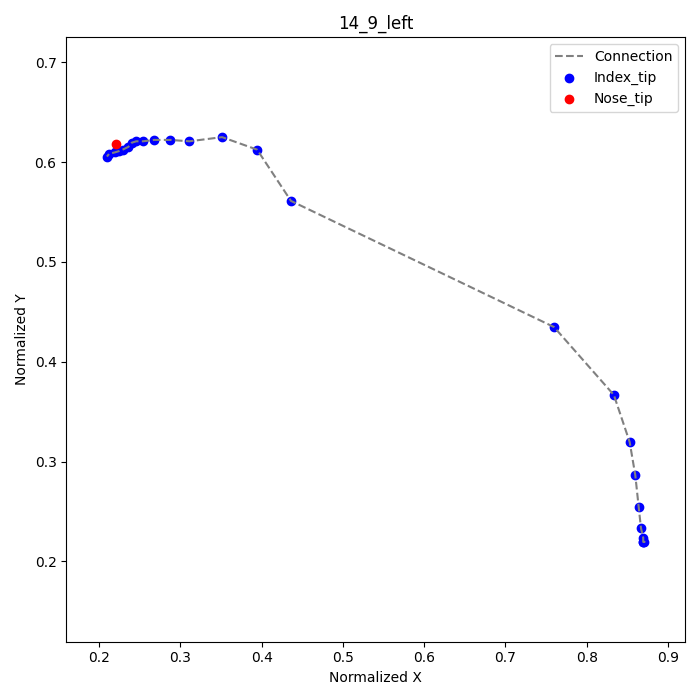 14_9_left
Connection
Index_tip
Nose_tip
0.7
0.6
0.5
0.4
0.3
0.2
Normalized Y
0.2 0.3 0.4 0.5 0.6 0.7 0.8 0.9
Normalized X